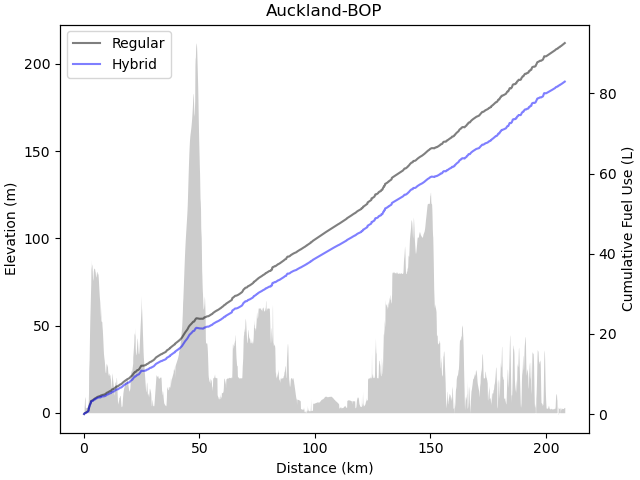 Auckland-BOP
Regular
Hybrid
Elevation (m)
200
150
100
50
0
80
60
40
20
0
Cumulative Fuel Use (L)
0 50 100 150 200
Distance (km)